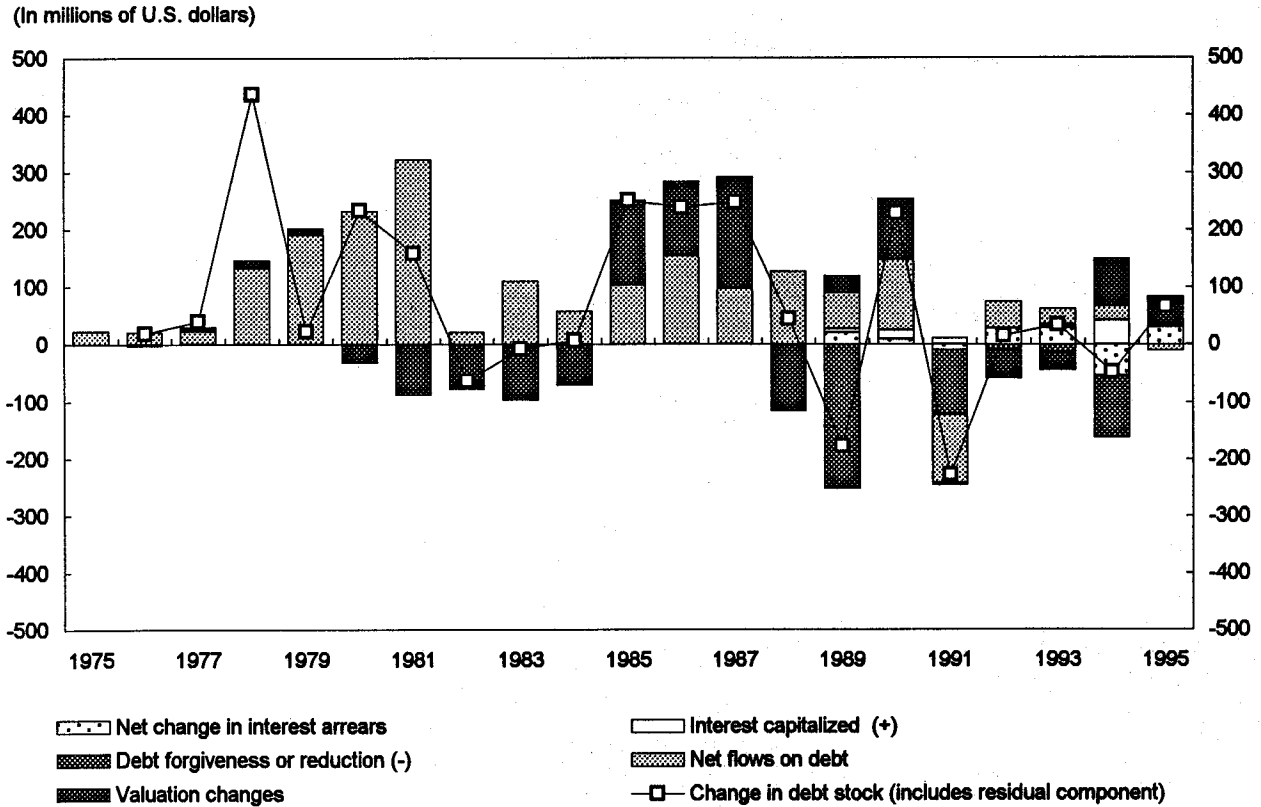 (In millions of U.S. dollars)
500 500
400 400
300 300
200 200
100 100
0 0
-100 -100
-200 -200
-300 -300
-400 -400
-500 -500
1975 1977 1979 1981 1983 1985 1987 1989 1991 1993 1995
Net change in interest arrears Interest capitalized (+)
Debt forgiveness or reduction (-) Net flows on debt
Valuation changes Change in debt stock (includes residual component)